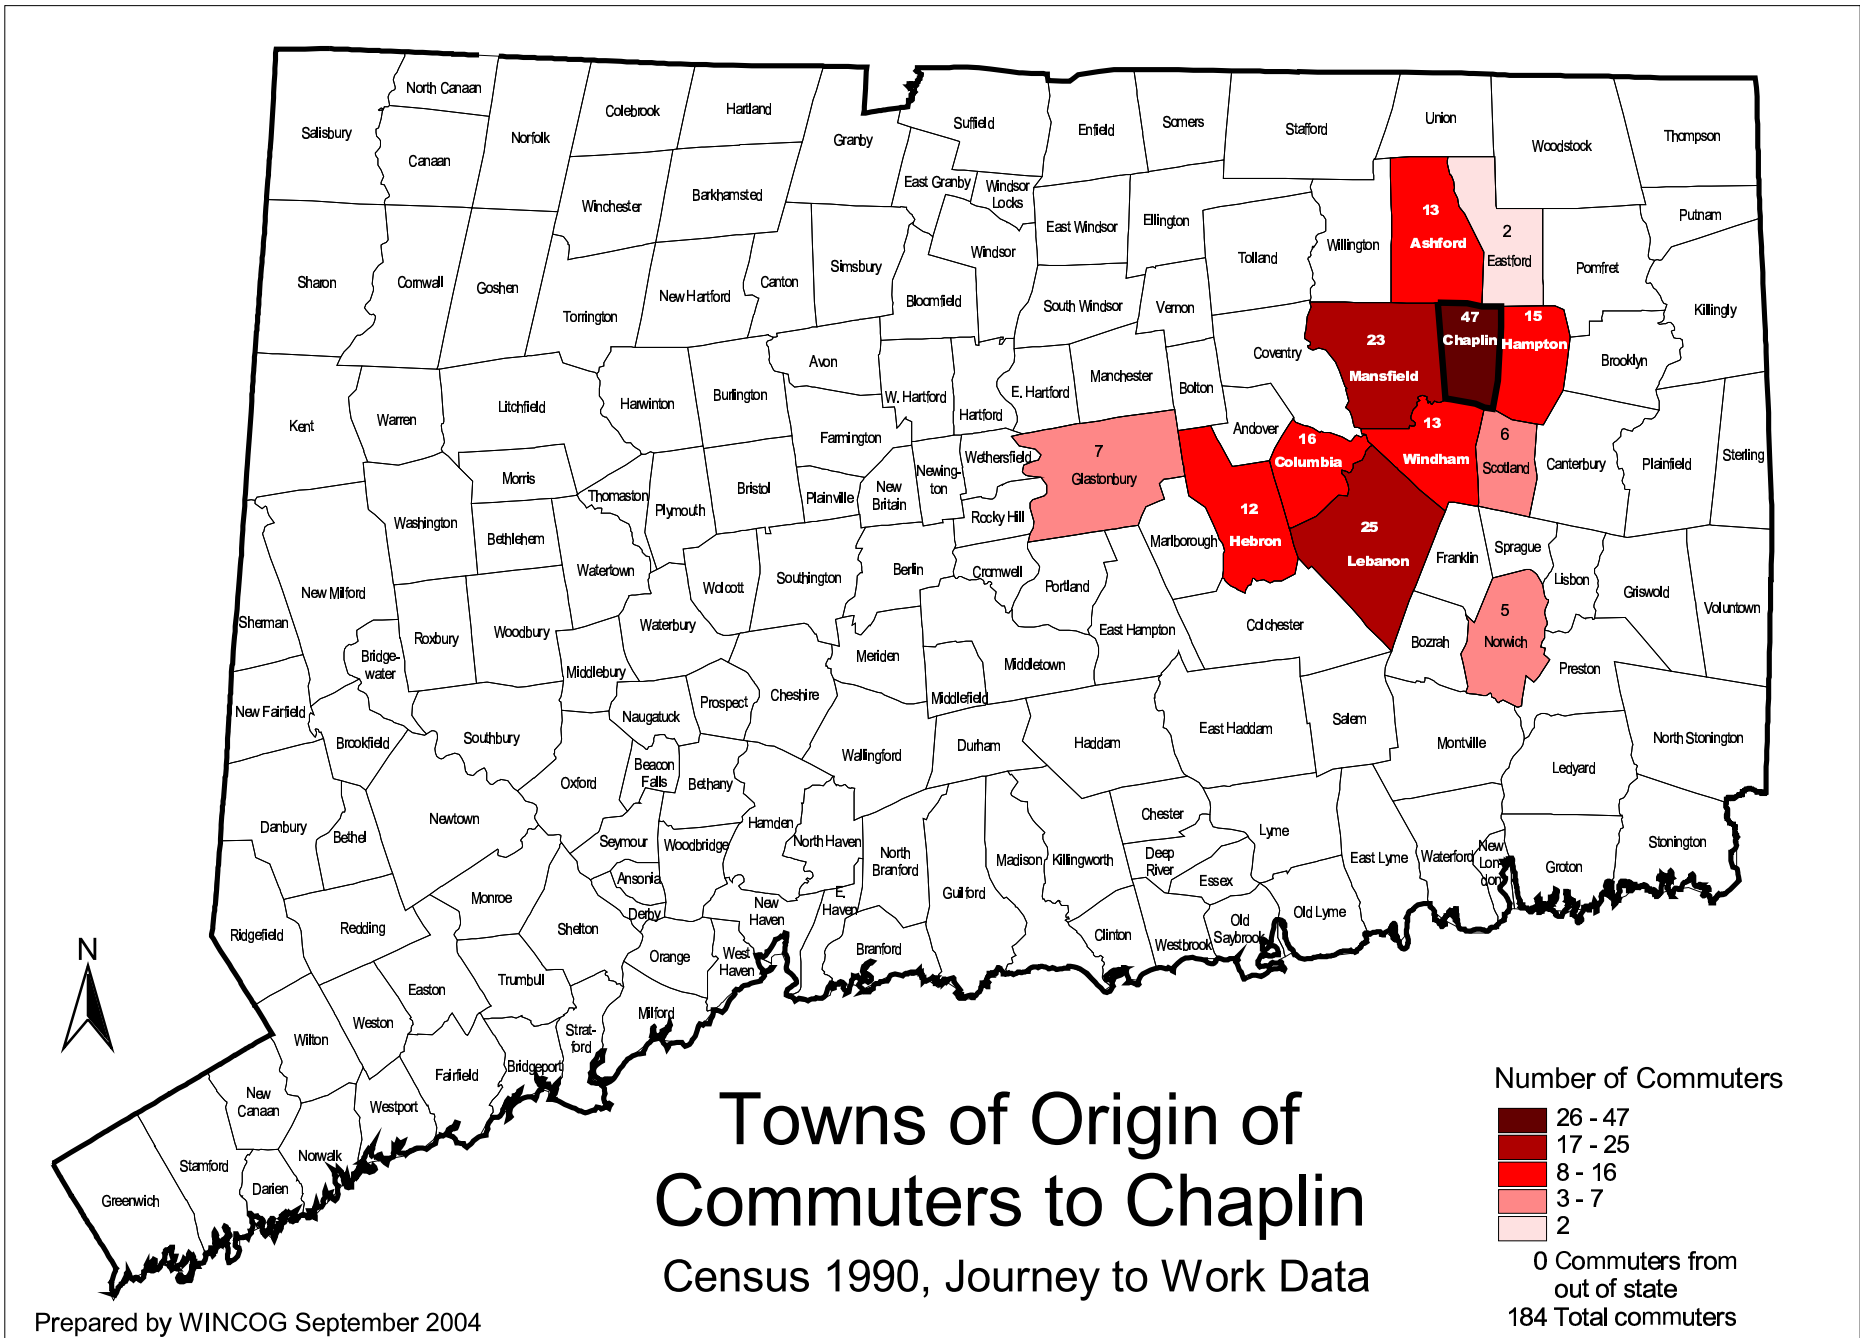 North Canaan
Salisbury
Canaan
Norfolk
Colebrook
Hartland
Granby
Suffield
Enfield
Somers
Stafford
Union
Woodstock
Thompson
Winchester
Barkhamsted
East Granby
Windsor
Locks
East Windsor
Ellington
Willington
13
Ashford
2
Eastford
Putnam
Pomfret
Killingly
Sharon
Cornwall
Goshen
Torrington
New Hartford
Canton
Simsbury
Bloomfield
Windsor
South Windsor
Vernon
Tolland
Coventry
23
Mansfield
47
Chaplin
15
Hampton
Brooklyn
Kent
Warren
Litchfield
Harwinton
Burlington
Avon
Farmington
W. Hartford
Hartford
E. Hartford
Manchester
Bolton
Andover
16
Columbia
13
Windham
6
Scotland
Canterbury
Plainfield
Sterling
Morris
Washington
Bethlehem
Thomaston
Plymouth
Bristol
Plainville
New
Britain
Newing-
ton
Wethersfield
Rocky Hill
7
Glastonbury
Marlborough
12
Hebron
25
Lebanon
Franklin
Sprague
Lisbon
Griswold
Voluntown
New Milford
Sherman
Bridge-
water
Roxbury
Woodbury
Watertown
Waterbury
Wolcott
Southington
Berlin
Cromwell
Portland
East Hampton
Colchester
Bozrah
5
Norwich
Preston
New Fairfield
Brookfield
Southbury
Middlebury
Naugatuck
Prospect
Cheshire
Meriden
Middlefield
Middletown
Wallingford
Durham
Haddam
East Haddam
Salem
Montville
Ledyard
North Stonington
Danbury
Bethel
Newtown
Oxford
Beacon
Falls
Bethany
Seymour
Woodbridge
Hamden
North Haven
North
Branford
Guilford
Madison
Killingworth
Chester
Deep
River
Essex
Lyme
East Lyme
Waterford
New
Lon-
don
Groton
Stonington
Ridgefield
Redding
Monroe
Shelton
Ansonia
Derby
Orange
New
Haven
West
Haven
E.
Haven
Branford
Clinton
Westbrook
Old
Saybrook
Old Lyme
Wilton
Weston
Easton
Trumbull
Strat-
ford
Milford
Bridgeport
Fairfield
Westport
New
Canaan
Norwalk
Darien
Stamford
Greenwich
N
Towns of Origin of
Commuters to Chaplin
Census 1990, Journey to Work Data
Number of Commuters
26 - 47
17 - 25
8 - 16
3 - 7
2
0 Commuters from
out of state
184 Total commuters
Prepared by WINCOG September 2004